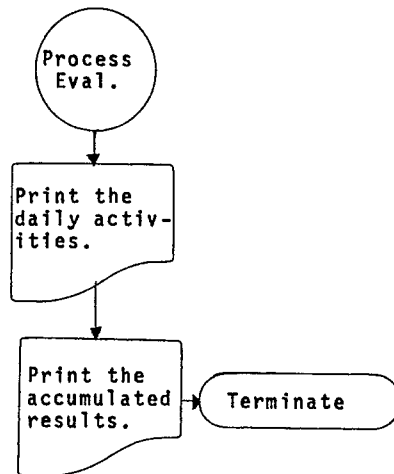 Process
Eval.
Print the
daily activ-
ities.
Print the
accumulated
results.
Terminate